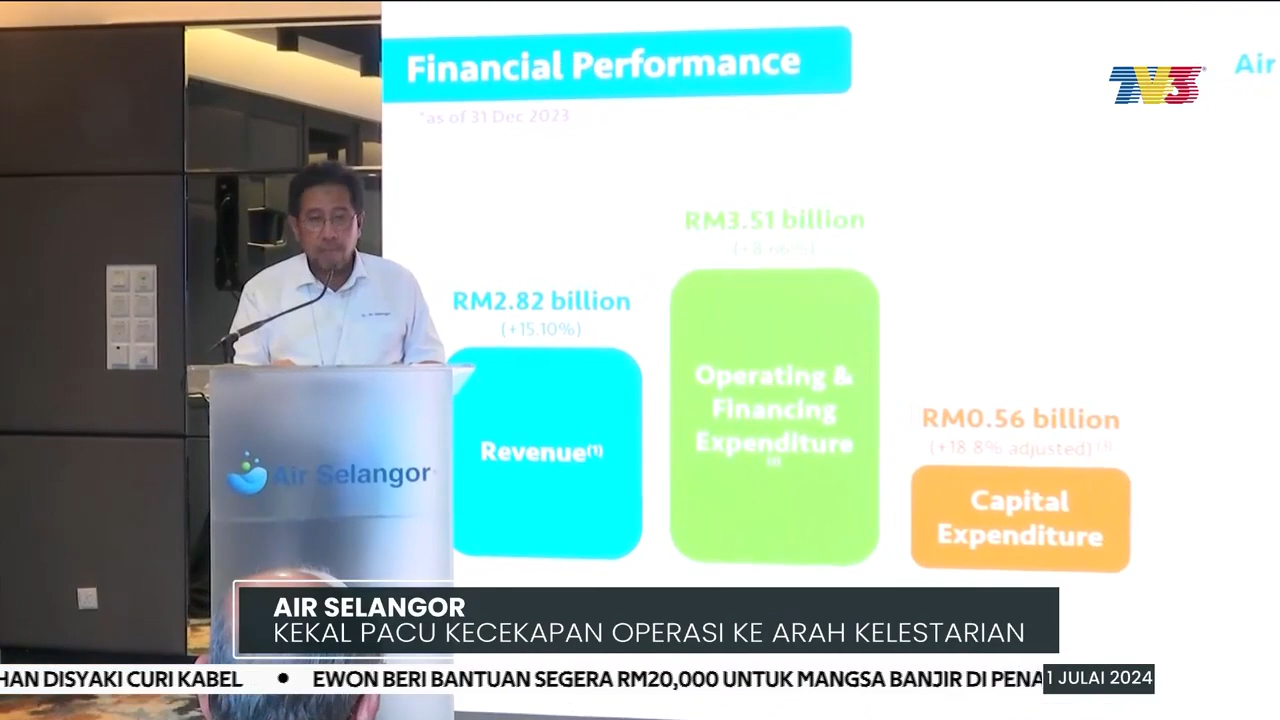 Financial Performance
*as of 31 Dec 2023
TV3
Air
RM3.51 billion
RM2.82 billion
(+15.10%)
Operating &
Financing
Expenditure
Revenue(1)
RM0.56 billion
(+18.8% adjusted)
Capital
Expenditure
Air Selangor
Air Selangor
AIR SELANGOR
KEKAL PACU KECEKAPAN OPERASI KE ARAH KELESTARIAN
HAN DISYAKI CURI KABEL • EWON BERI BANTUAN SEGERA RM20,000 UNTUK MANGSA BANJIR DI PENA
1 JULAI 2024